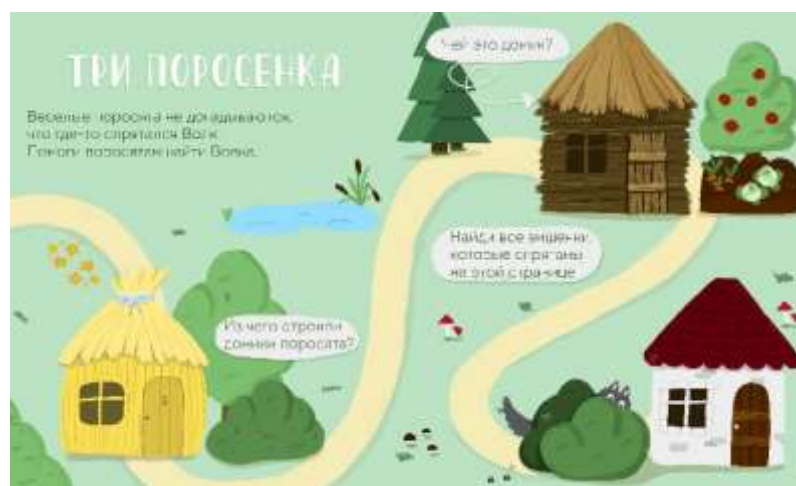 ТРИ ПОРОСЕНКА
Веселые поросята не догадываются,
что где-то спрятался Волк.
Помоги поросятам найти Волка.
Чей это домик?
Найди все вишенки,
которые спрятаны
на этой странице
Из чего строили
домики поросята?